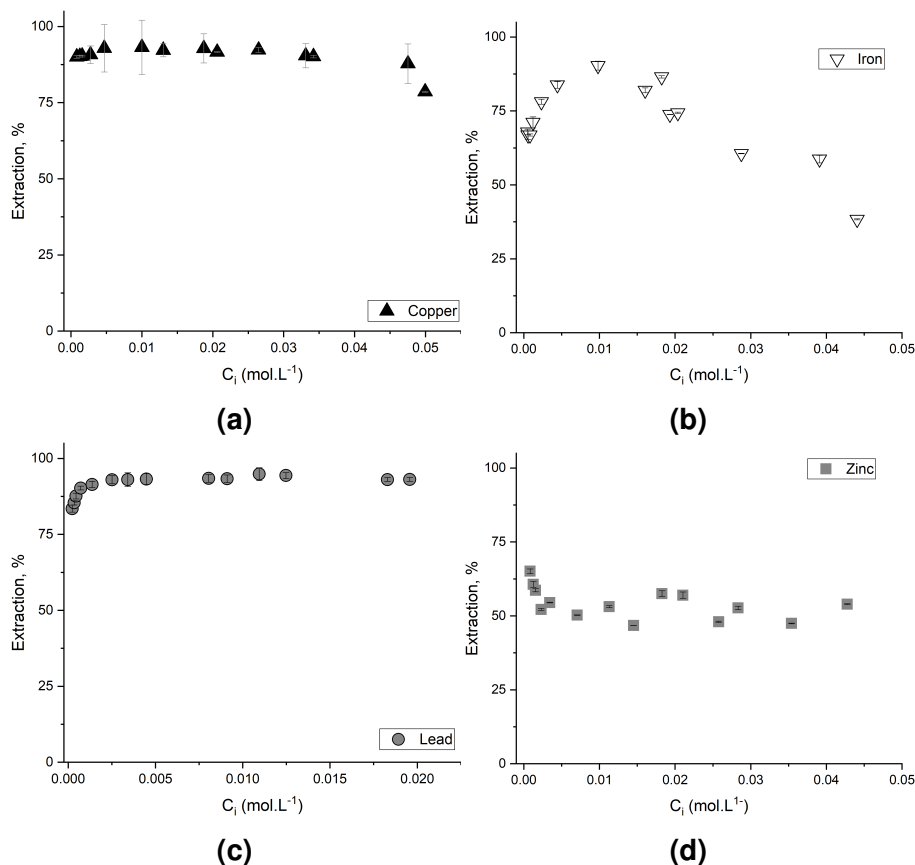 100
75
50
25
0
Extraction, %
Copper
0.00 0.01 0.02 0.03 0.04 0.05
C_i (mol.L^-1)
(a)
100
75
50
25
0
Extraction, %
Iron
0.00 0.01 0.02 0.03 0.04 0.05
C_i (mol.L^-1)
(b)
100
75
50
25
0
Extraction, %
Lead
0.000 0.005 0.010 0.015 0.020
C_i (mol.L^-1)
(c)
Zinc
100
75
50
25
0
Extraction, %
0.00 0.01 0.02 0.03 0.04 0.05
C_i (mol.L^1-)
(d)